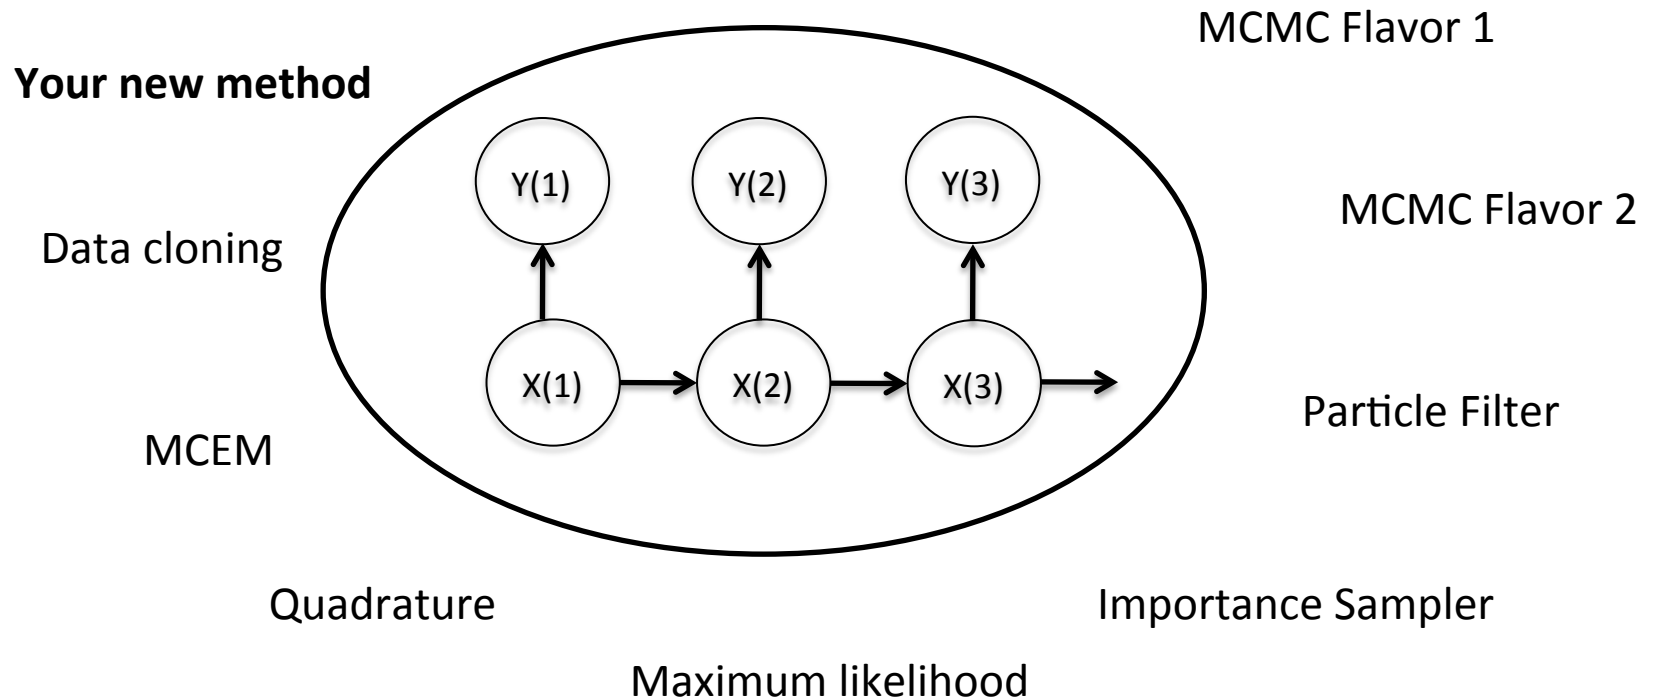 MCMC Flavor 1
Your new method
Y(1) Y(2) Y(3)
MCMC Flavor 2
Data cloning
X(1) X(2) X(3)
Particle Filter
MCEM
Quadrature
Importance Sampler
Maximum likelihood